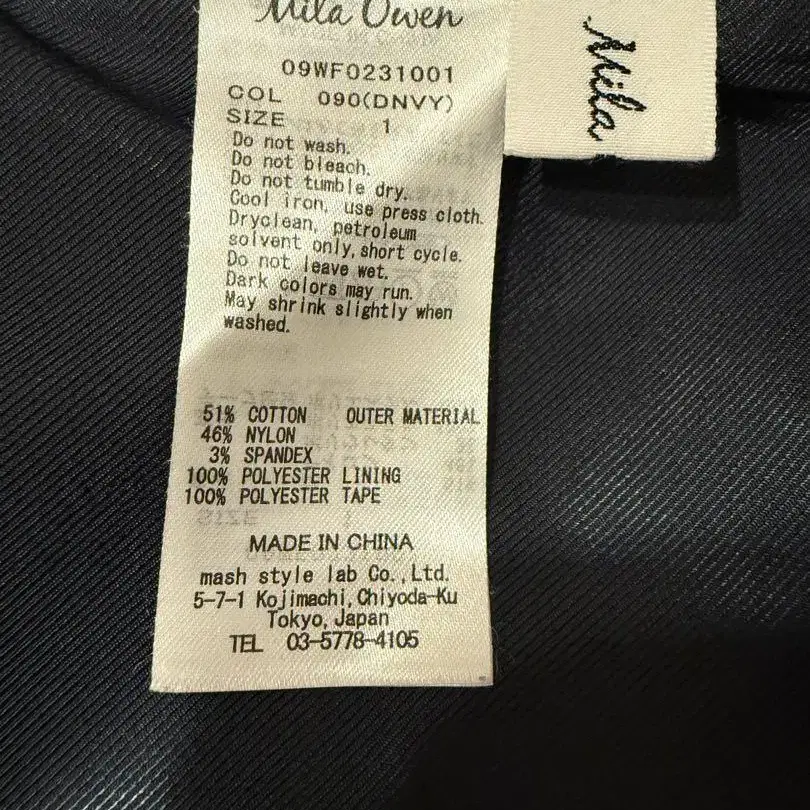 Mila Owen
09WF0231001
COL 090(DNVY)
SIZE 1
Do not wash.
Do not bleach.
Do not tumble dry.
Cool iron, use press cloth.
Dryclean, petroleum
solvent only, short cycle.
Do not leave wet.
Dark colors may run.
May shrink slightly when
washed.
51% COTTON OUTER MATERIAL
46% NYLON
3% SPANDEX
100% POLYESTER LINING
100% POLYESTER TAPE
MADE IN CHINA
mash style lab Co.,Ltd.
5-7-1 Kojimachi, Chiyoda-Ku
Tokyo, Japan
TEL 03-5778-4105
Mila